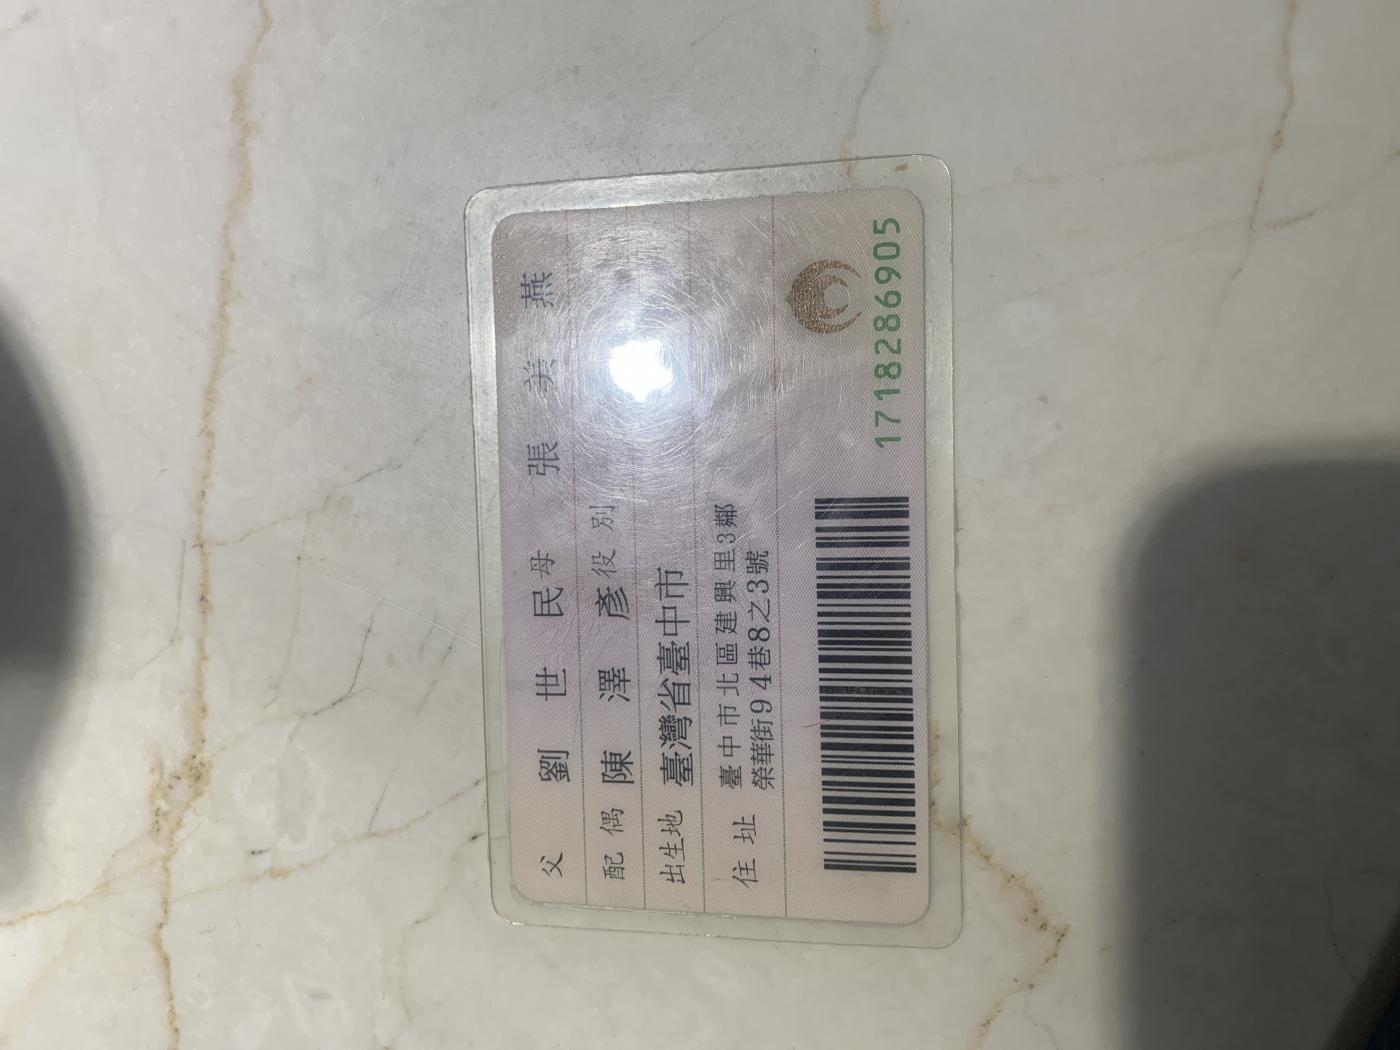 父 劉世民 母 張美燕
配偶 陳澤彥 役別
出生地 臺灣省臺中市
住址 臺中市北區建興里3鄰
榮華街94巷8之3號
1718286905